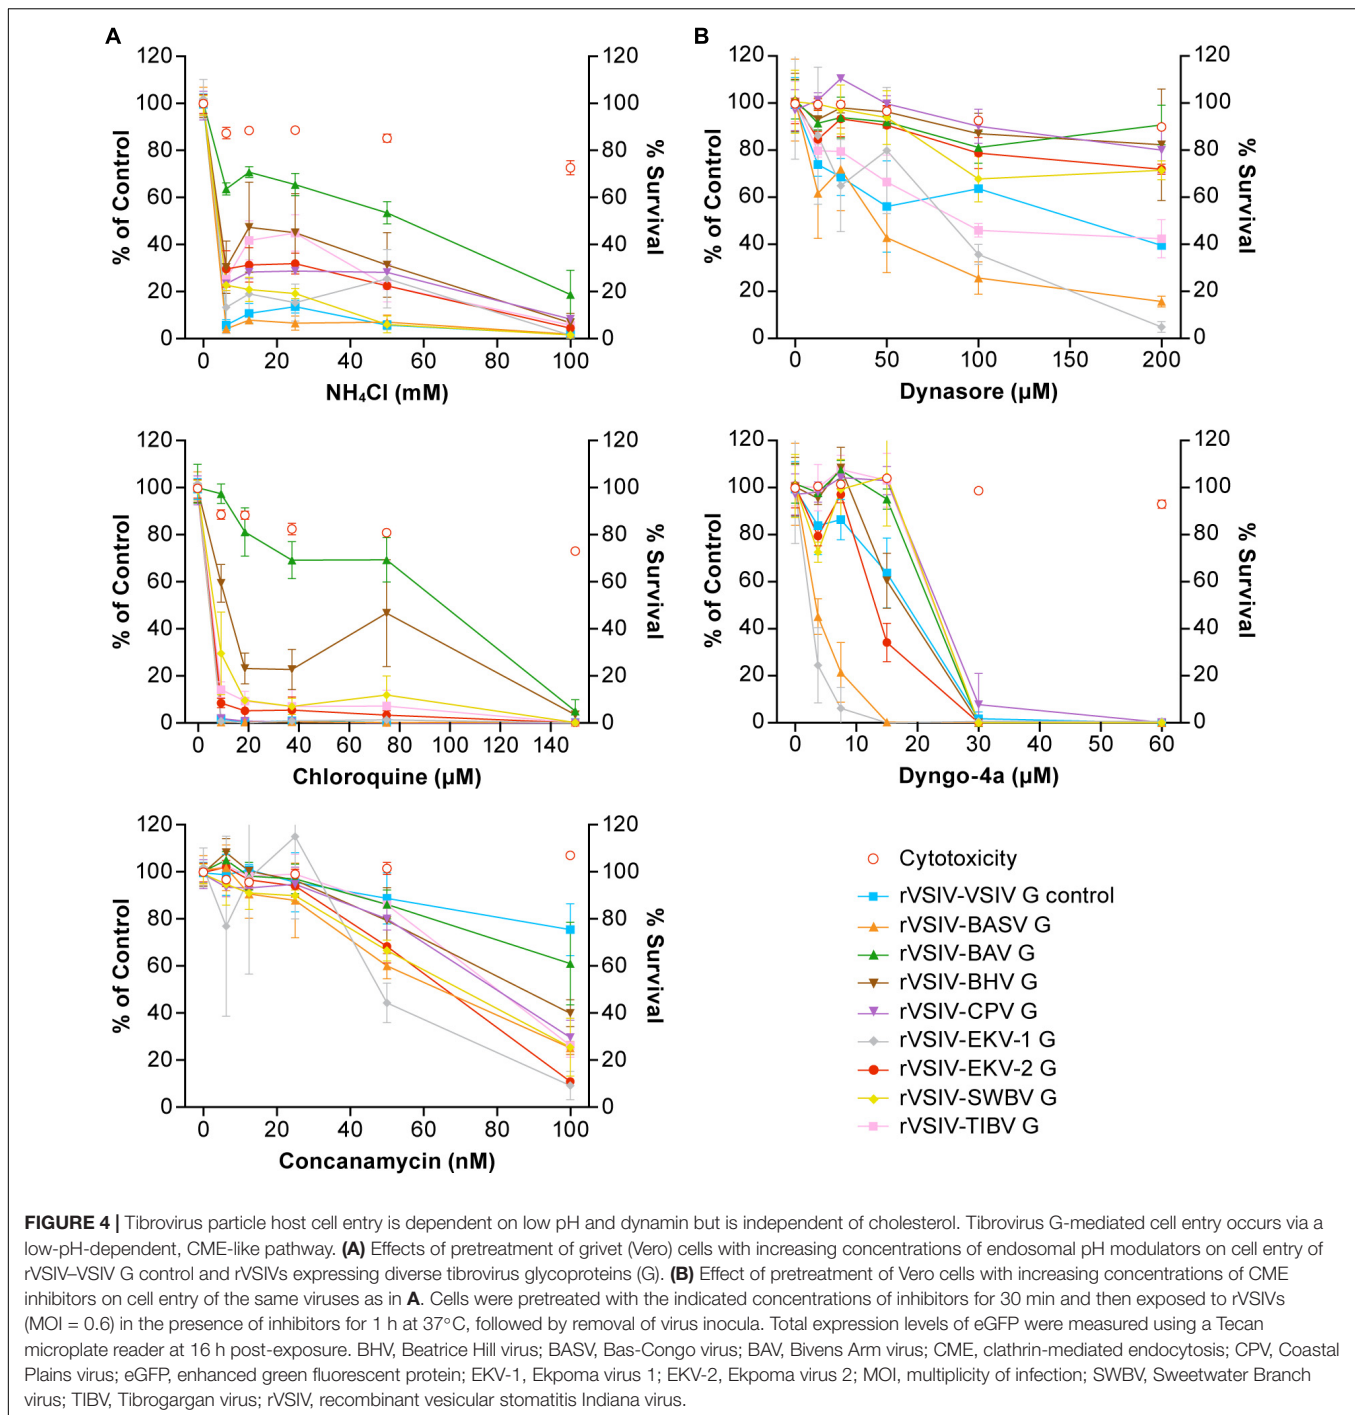 A
B
120
100
80
60
40
20
0
% of Control
120
100
80
60
40
20
0
% Survival
0
20
40
60
80
100
NH₄Cl (mM)
120
100
80
60
40
20
0
% of Control
120
100
80
60
40
20
0
% Survival
0
50
100
150
200
Dynasore (µM)
120
100
80
60
40
20
0
% of Control
120
100
80
60
40
20
0
% Survival
0
20
40
60
80
100
120
140
Chloroquine (µM)
120
100
80
60
40
20
0
% of Control
120
100
80
60
40
20
0
% Survival
0
10
20
30
40
50
60
Dyngo-4a (µM)
120
100
80
60
40
20
0
% of Control
120
100
80
60
40
20
0
% Survival
0
20
40
60
80
100
Concanamycin (nM)
Cytotoxicity
rVSIV-VSIV G control
rVSIV-BASV G
rVSIV-BAV G
rVSIV-BHV G
rVSIV-CPV G
rVSIV-EKV-1 G
rVSIV-EKV-2 G
rVSIV-SWBV G
rVSIV-TIBV G
FIGURE 4 | Tibrovirus particle host cell entry is dependent on low pH and dynamin but is independent of cholesterol. Tibrovirus G-mediated cell entry occurs via a
low-pH-dependent, CME-like pathway. (A) Effects of pretreatment of grivet (Vero) cells with increasing concentrations of endosomal pH modulators on cell entry of
rVSIV–VSIV G control and rVSIVs expressing diverse tibrovirus glycoproteins (G). (B) Effect of pretreatment of Vero cells with increasing concentrations of CME
inhibitors on cell entry of the same viruses as in A. Cells were pretreated with the indicated concentrations of inhibitors for 30 min and then exposed to rVSIVs
(MOI = 0.6) in the presence of inhibitors for 1 h at 37°C, followed by removal of virus inocula. Total expression levels of eGFP were measured using a Tecan
microplate reader at 16 h post-exposure. BHV, Beatrice Hill virus; BASV, Bas-Congo virus; BAV, Bivens Arm virus; CME, clathrin-mediated endocytosis; CPV, Coastal
Plains virus; eGFP, enhanced green fluorescent protein; EKV-1, Ekpoma virus 1; EKV-2, Ekpoma virus 2; MOI, multiplicity of infection; SWBV, Sweetwater Branch
virus; TIBV, Tibrogargan virus; rVSIV, recombinant vesicular stomatitis Indiana virus.